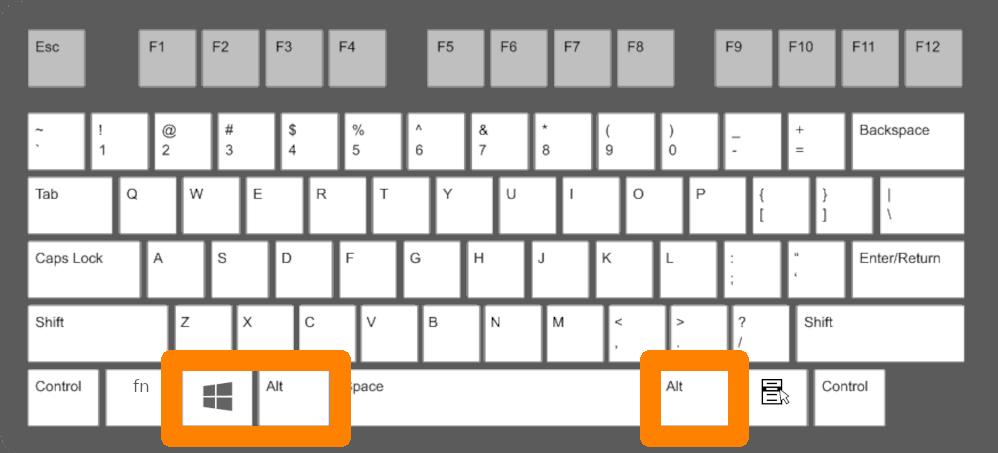 Esc F1 F2 F3 F4 F5 F6 F7 F8 F9 F10 F11 F12
~ ! @ # $ % ^ & * ( ) _ + Backspace
` 1 2 3 4 5 6 7 8 9 0 - =
Tab Q W E R T Y U I O P { } |
[ ] \
Caps Lock A S D F G H J K L : " Enter/Return
; '
Shift Z X C V B N M < > ? Shift
, . /
Control fn Alt pace Alt Control